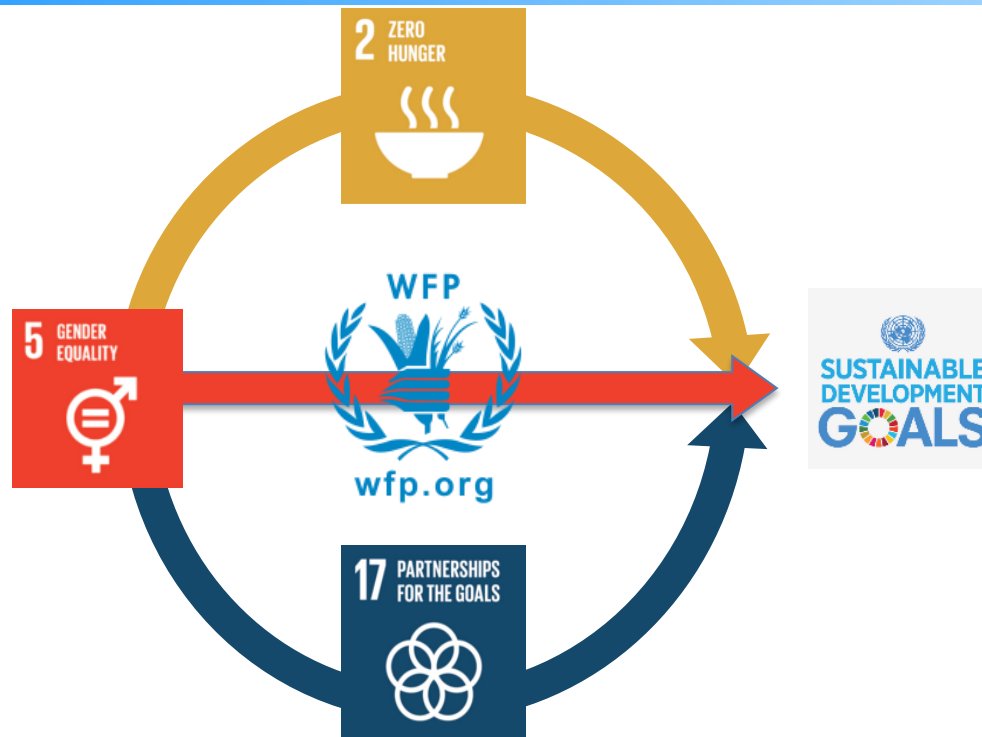 2 ZERO
HUNGER
WFP
5 GENDER
EQUALITY
SUSTAINABLE
DEVELOPMENT
GOALS
wfp.org
17 PARTNERSHIPS
FOR THE GOALS